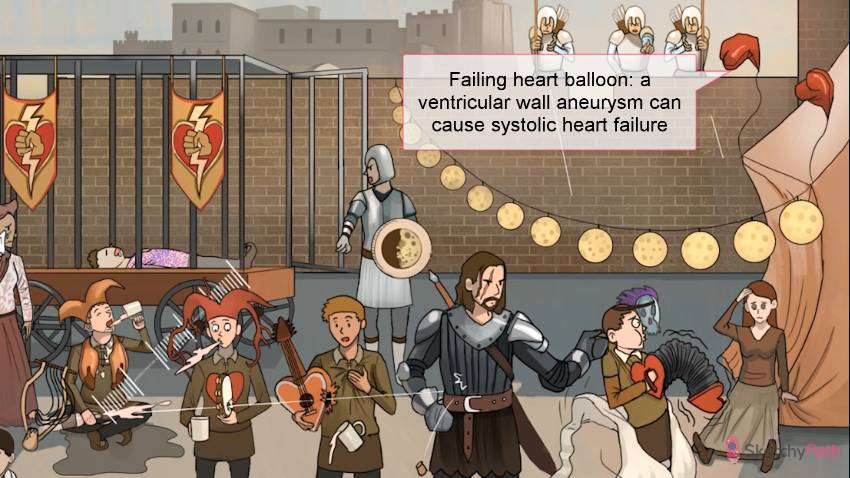 Failing heart balloon: a
ventricular wall aneurysm can
cause systolic heart failure
SketchyPath